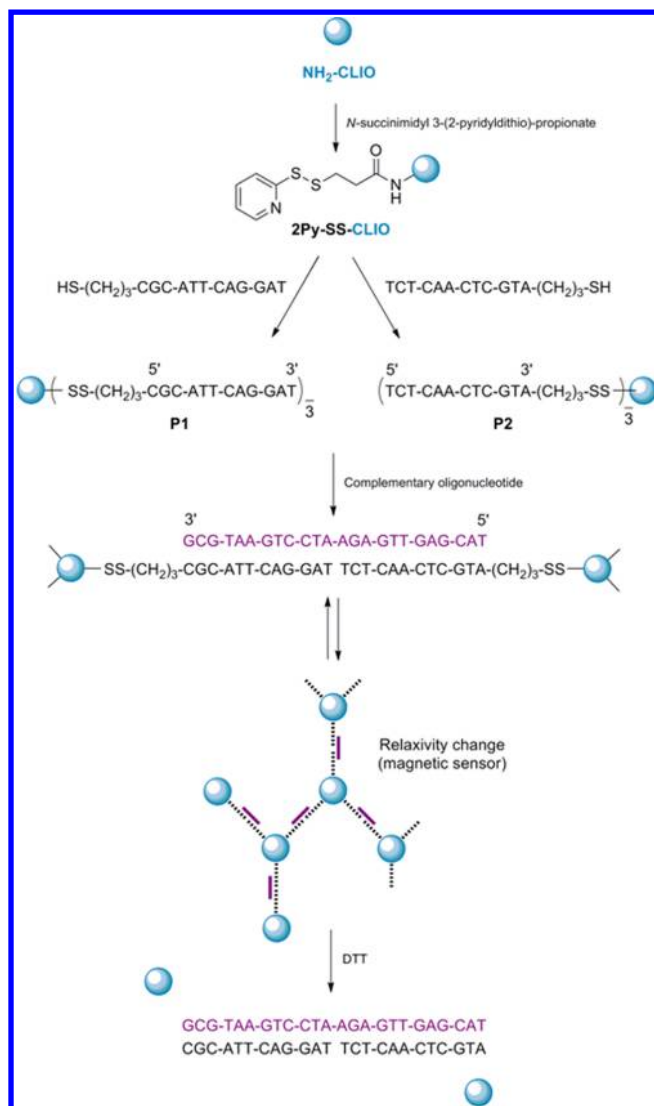 NH₂-CLIO
N-succinimidyl 3-(2-pyridyldithio)-propionate
O
S
S
N
N
H
2Py-SS-CLIO
HS-(CH₂)₃-CGC-ATT-CAG-GAT
TCT-CAA-CTC-GTA-(CH₂)₃-SH
5' 3'
( SS-(CH₂)₃-CGC-ATT-CAG-GAT)₃
P1
5' 3'
(TCT-CAA-CTC-GTA-(CH₂)₃-SS )₃
P2
Complementary oligonucleotide
3' 5'
GCG-TAA-GTC-CTA-AGA-GTT-GAG-CAT
SS-(CH₂)₃-CGC-ATT-CAG-GAT TCT-CAA-CTC-GTA-(CH₂)₃-SS
Relaxivity change
(magnetic sensor)
DTT
GCG-TAA-GTC-CTA-AGA-GTT-GAG-CAT
CGC-ATT-CAG-GAT TCT-CAA-CTC-GTA